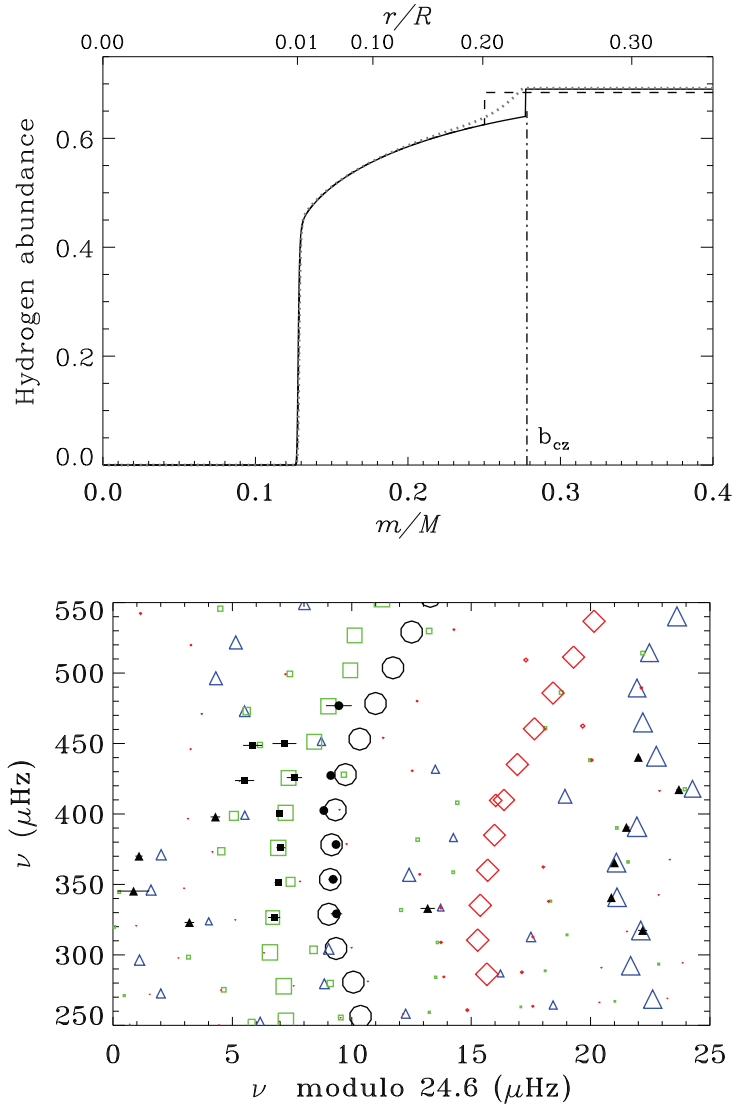 r/R
0.00 0.01 0.10 0.20 0.30
Hydrogen abundance
0.6
0.4
0.2
0.0
b_cz
0.0 0.1 0.2 0.3 0.4
m/M
ν (μHz)
550
500
450
400
350
300
250
0 5 10 15 20 25
ν modulo 24.6 (μHz)